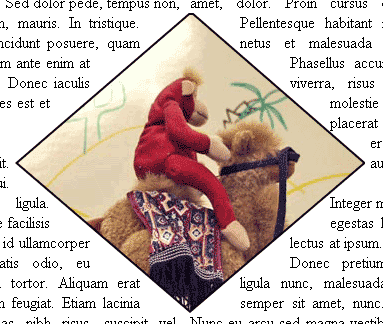 Sed dolor pede, tempus non, amet, dolor. Proin cursus
mauris. In tristique. Pellentesque habitant
ncidunt posuere, quam netus et malesuada
m ante enim at Phasellus accu
Donec iaculis viverra, risus
es est et molestie
placerat
er
it. au
ui.
ligula. Integer m
e facilisis egestas
id ullamcorper lectus at ipsum.
atis odio, eu Donec pretium
tortor. Aliquam erat ligula nunc, malesuada
n feugiat. Etiam lacinia semper sit amet, nunc.
as nibh risus, suscipit vel Nunc eu arcu sed magna